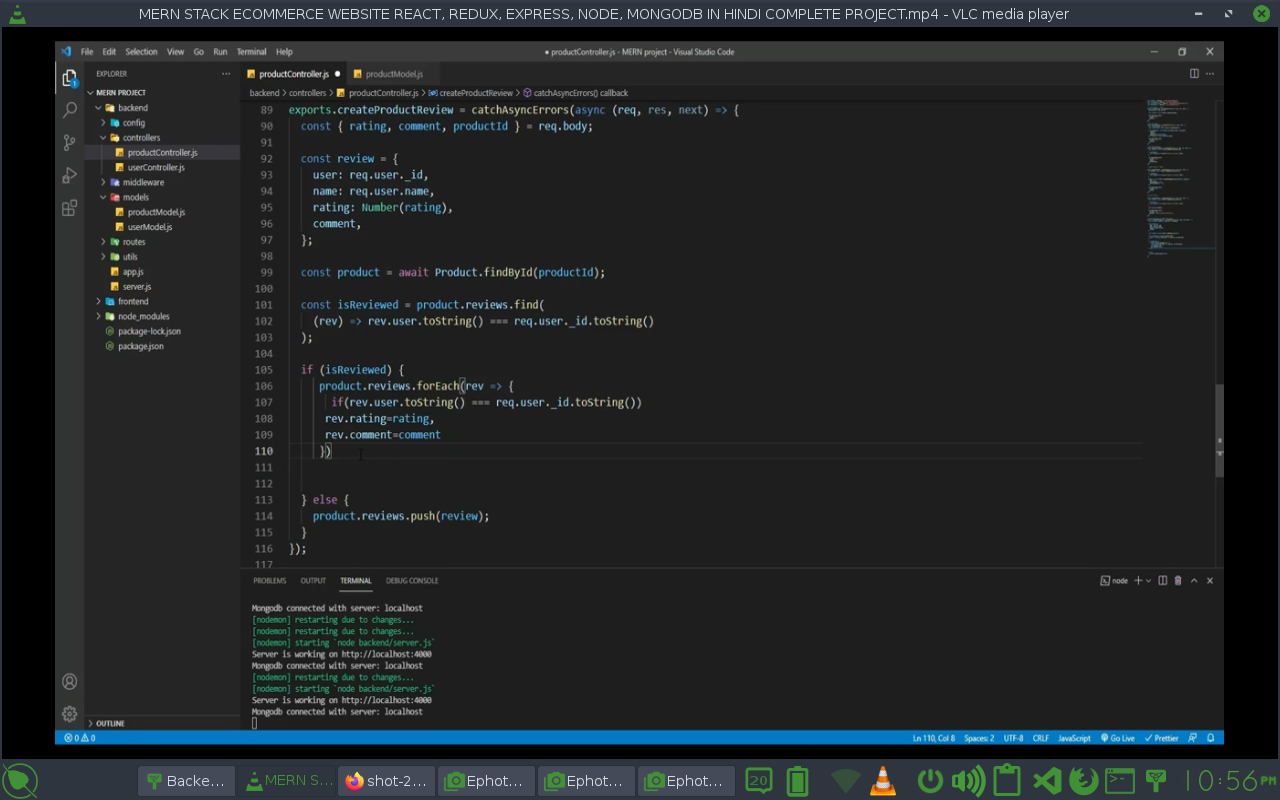 MERN STACK ECOMMERCE WEBSITE REACT, REDUX, EXPRESS, NODE, MONGODB IN HINDI COMPLETE PROJECT.mp4 - VLC media player
File Edit Selection View Go Run Terminal Help
● productController.js - MERN project - Visual Studio Code
EXPLORER
MERN PROJECT
backend
config
controllers
productController.js
userController.js
middleware
models
productModel.js
userModel.js
routes
utils
app.js
server.js
frontend
node_modules
package-lock.json
package.json
OUTLINE
productController.js ● productModel.js
backend > controllers > productController.js > createProductReview > catchAsyncErrors() callback
89 exports.createProductReview = catchAsyncErrors(async (req, res, next) => {
90 const { rating, comment, productId } = req.body;
91
92 const review = {
93 user: req.user._id,
94 name: req.user.name,
95 rating: Number(rating),
96 comment,
97 };
98
99 const product = await Product.findById(productId);
100
101 const isReviewed = product.reviews.find(
102 (rev) => rev.user.toString() === req.user._id.toString()
103 );
104
105 if (isReviewed) {
106 product.reviews.forEach(rev => {
107 if(rev.user.toString() === req.user._id.toString())
108 rev.rating=rating,
109 rev.comment=comment
110 })
111
112
113 } else {
114 product.reviews.push(review);
115 }
116 });
117
PROBLEMS OUTPUT TERMINAL DEBUG CONSOLE
node
Mongodb connected with server: localhost
[nodemon] restarting due to changes...
[nodemon] restarting due to changes...
[nodemon] starting `node backend/server.js`
Server is working on http://localhost:4000
Mongodb connected with server: localhost
[nodemon] restarting due to changes...
[nodemon] starting `node backend/server.js`
Server is working on http://localhost:4000
Mongodb connected with server: localhost
0 0 Ln 110, Col 8 Spaces: 2 UTF-8 CRLF JavaScript Go Live Prettier
Backe... MERN S... shot-2... Ephot... Ephot... Ephot... 20 10:56 PM